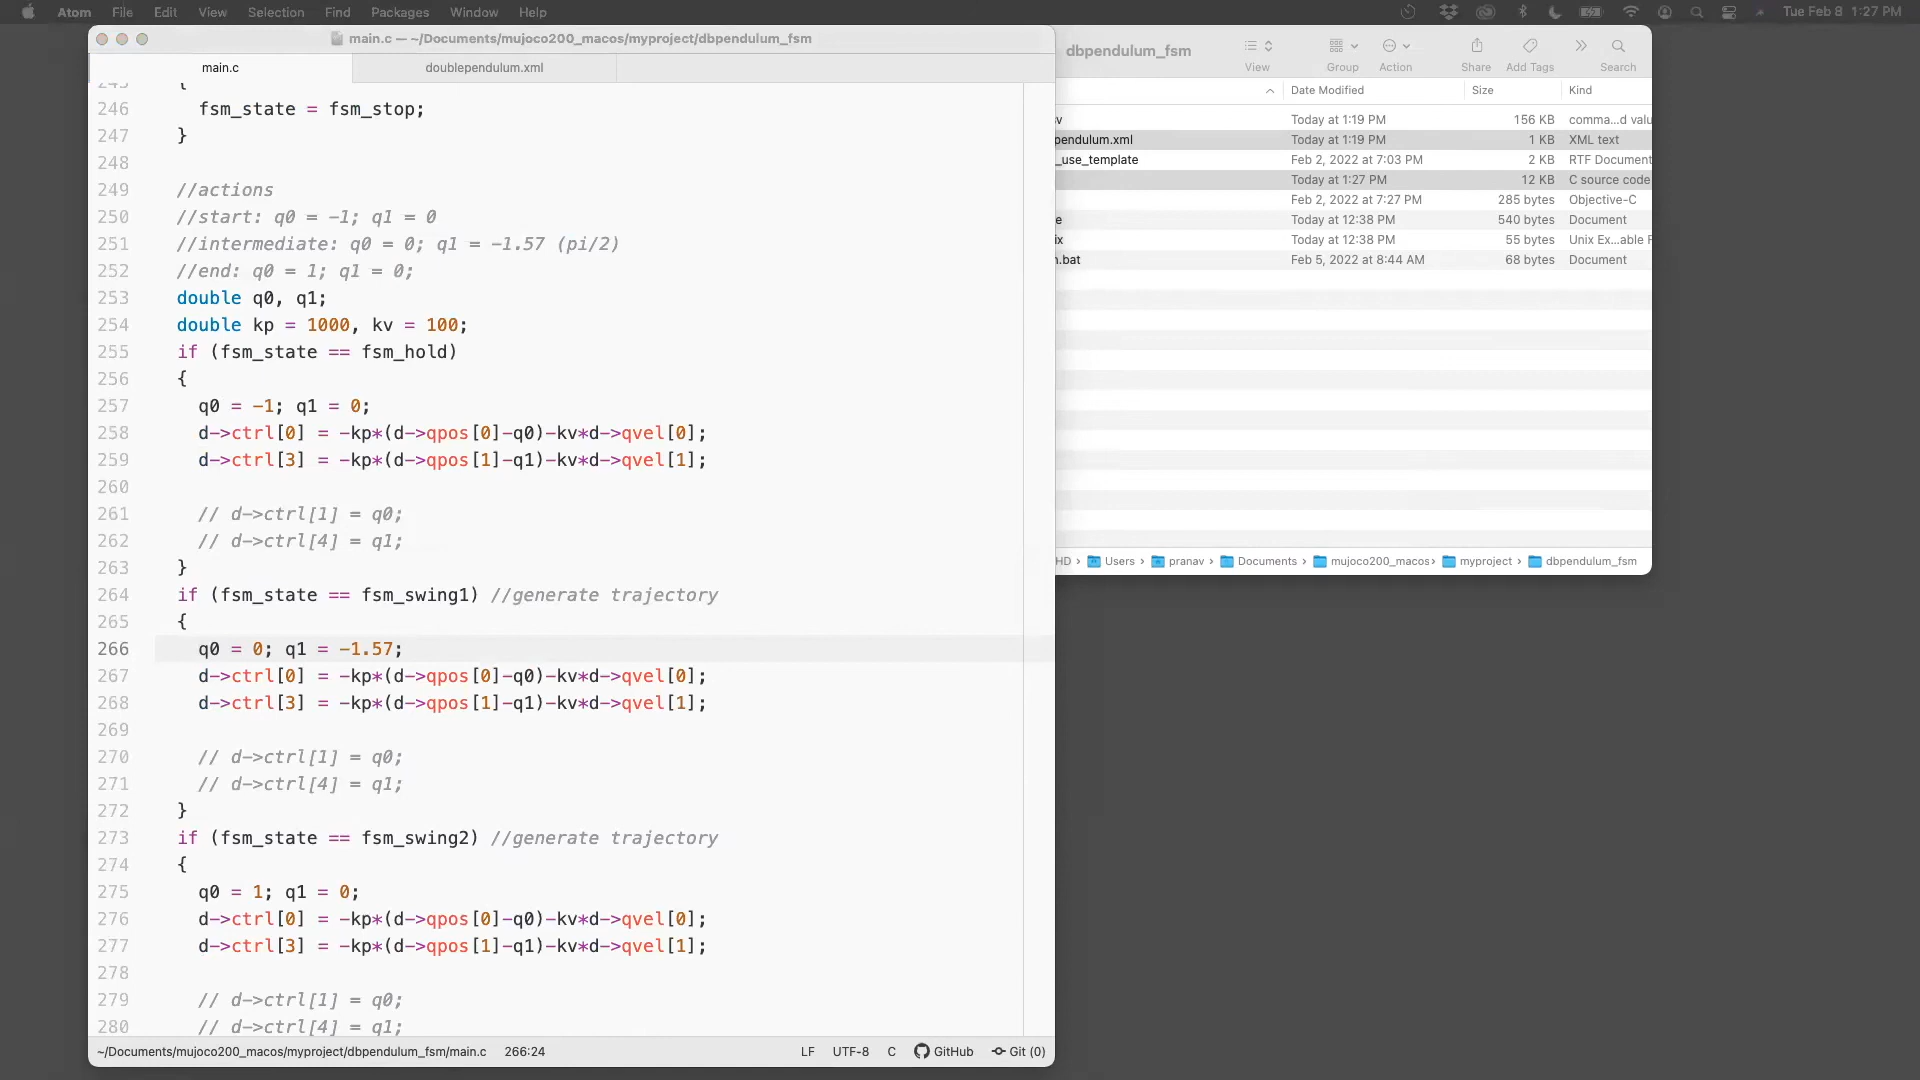 Atom File Edit View Selection Find Packages Window Help
Tue Feb 8 1:27 PM
main.c — ~/Documents/mujoco200_macos/myproject/dbpendulum_fsm
main.c
doublependulum.xml
{
246 fsm_state = fsm_stop;
247 }
248
249 //actions
250 //start: q0 = -1; q1 = 0
251 //intermediate: q0 = 0; q1 = -1.57 (pi/2)
252 //end: q0 = 1; q1 = 0;
253 double q0, q1;
254 double kp = 1000, kv = 100;
255 if (fsm_state == fsm_hold)
256 {
257 q0 = -1; q1 = 0;
258 d->ctrl[0] = -kp*(d->qpos[0]-q0)-kv*d->qvel[0];
259 d->ctrl[3] = -kp*(d->qpos[1]-q1)-kv*d->qvel[1];
260
261 // d->ctrl[1] = q0;
262 // d->ctrl[4] = q1;
263 }
264 if (fsm_state == fsm_swing1) //generate trajectory
265 {
266 q0 = 0; q1 = -1.57;
267 d->ctrl[0] = -kp*(d->qpos[0]-q0)-kv*d->qvel[0];
268 d->ctrl[3] = -kp*(d->qpos[1]-q1)-kv*d->qvel[1];
269
270 // d->ctrl[1] = q0;
271 // d->ctrl[4] = q1;
272 }
273 if (fsm_state == fsm_swing2) //generate trajectory
274 {
275 q0 = 1; q1 = 0;
276 d->ctrl[0] = -kp*(d->qpos[0]-q0)-kv*d->qvel[0];
277 d->ctrl[3] = -kp*(d->qpos[1]-q1)-kv*d->qvel[1];
278
279 // d->ctrl[1] = q0;
280 // d->ctrl[4] = q1;
~/Documents/mujoco200_macos/myproject/dbpendulum_fsm/main.c 266:24 LF UTF-8 C GitHub Git (0)
dbpendulum_fsm
View Group Action Share Add Tags Search
Date Modified Size Kind
Today at 1:19 PM 156 KB comma...d valu
pendulum.xml Today at 1:19 PM 1 KB XML text
_use_template Feb 2, 2022 at 7:03 PM 2 KB RTF Document
Today at 1:27 PM 12 KB C source code
Feb 2, 2022 at 7:27 PM 285 bytes Objective-C
e Today at 12:38 PM 540 bytes Document
ix Today at 12:38 PM 55 bytes Unix Ex...able F
n.bat Feb 5, 2022 at 8:44 AM 68 bytes Document
HD › Users › pranav › Documents › mujoco200_macos › myproject › dbpendulum_fsm